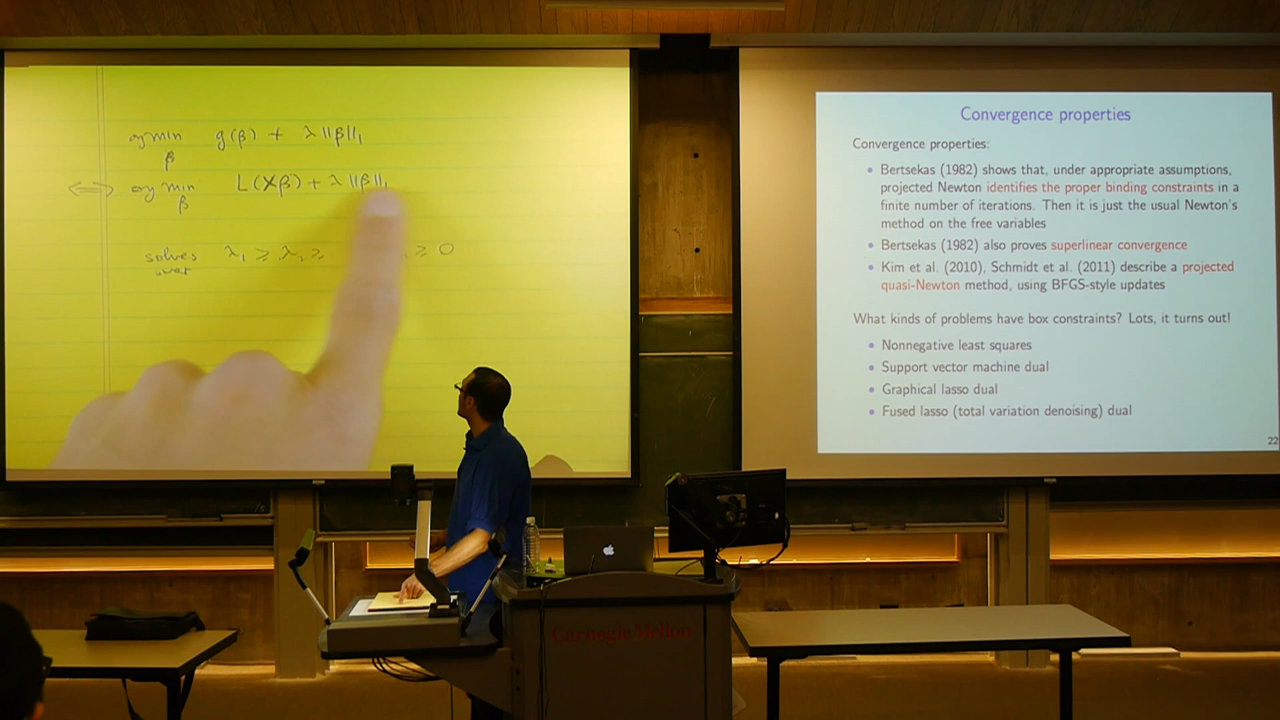 arg min g(β) + λ‖β‖₁
β
⟺ arg min L(Xβ) + λ‖β‖₁
β
solves λ₁ ≥ λ₂ ≥ ≥ 0
over
Convergence properties
Convergence properties:
• Bertsekas (1982) shows that, under appropriate assumptions,
projected Newton identifies the proper binding constraints in a
finite number of iterations. Then it is just the usual Newton's
method on the free variables
• Bertsekas (1982) also proves superlinear convergence
• Kim et al. (2010), Schmidt et al. (2011) describe a projected
quasi-Newton method, using BFGS-style updates
What kinds of problems have box constraints? Lots, it turns out!
• Nonnegative least squares
• Support vector machine dual
• Graphical lasso dual
• Fused lasso (total variation denoising) dual
22
Carnegie Mellon